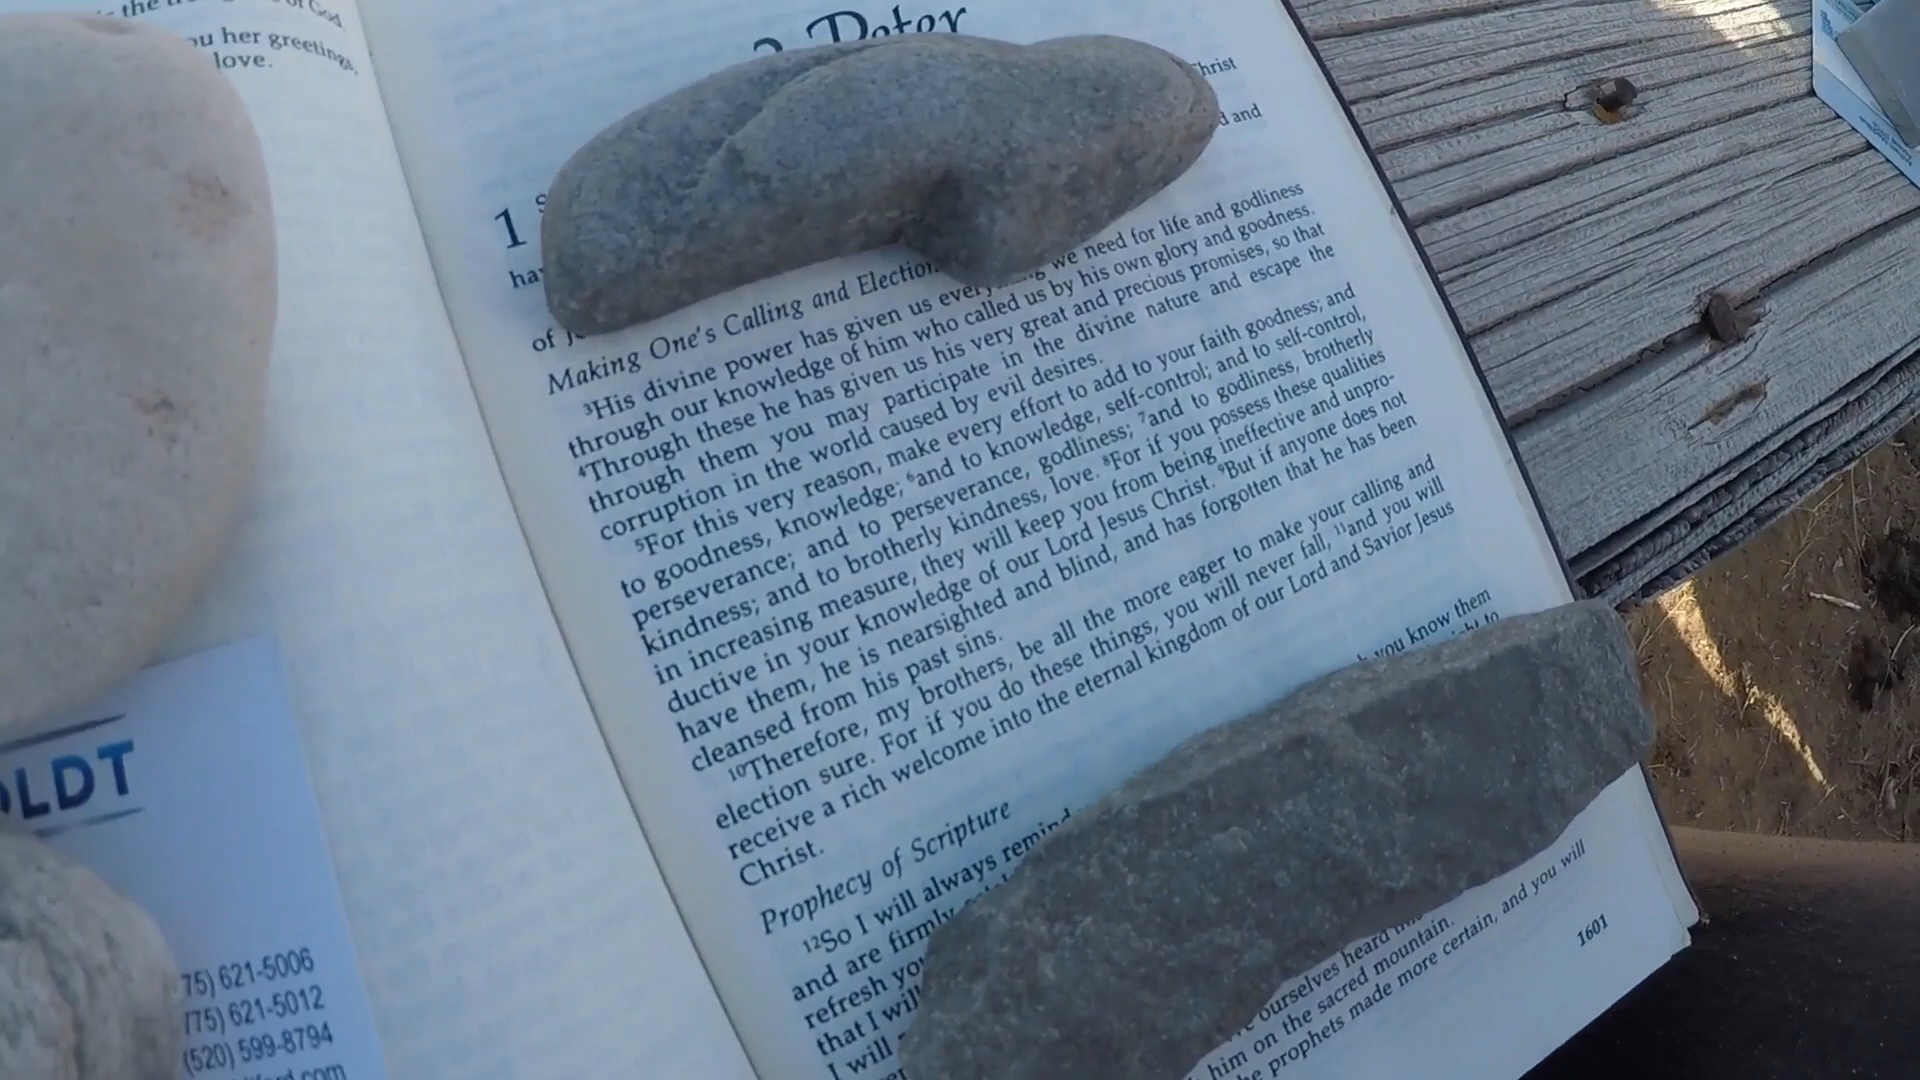 of God
you her greetings,
love.
2 Peter
Christ
and
1
of
Making One's Calling and Election
³His divine power has given us everything we need for life and godliness
through our knowledge of him who called us by his own glory and goodness.
⁴Through these he has given us his very great and precious promises, so that
through them you may participate in the divine nature and escape the
corruption in the world caused by evil desires.
⁵For this very reason, make every effort to add to your faith goodness; and
to goodness, knowledge; ⁶and to knowledge, self-control; and to self-control,
perseverance; and to perseverance, godliness; ⁷and to godliness, brotherly
kindness; and to brotherly kindness, love. ⁸For if you possess these qualities
in increasing measure, they will keep you from being ineffective and unpro-
ductive in your knowledge of our Lord Jesus Christ. ⁹But if anyone does not
have them, he is nearsighted and blind, and has forgotten that he has been
cleansed from his past sins.
¹⁰Therefore, my brothers, be all the more eager to make your calling and
election sure. For if you do these things, you will never fall, ¹¹and you will
receive a rich welcome into the eternal kingdom of our Lord and Savior Jesus
Christ.
Prophecy of Scripture
¹²So I will always remind you know them
and are firmly
refresh you
that I will
I will
ourselves heard
him on the sacred mountain.
the prophets made more certain, and you will
1601
OLDT
75) 621-5006
775) 621-5012
(520) 599-8794